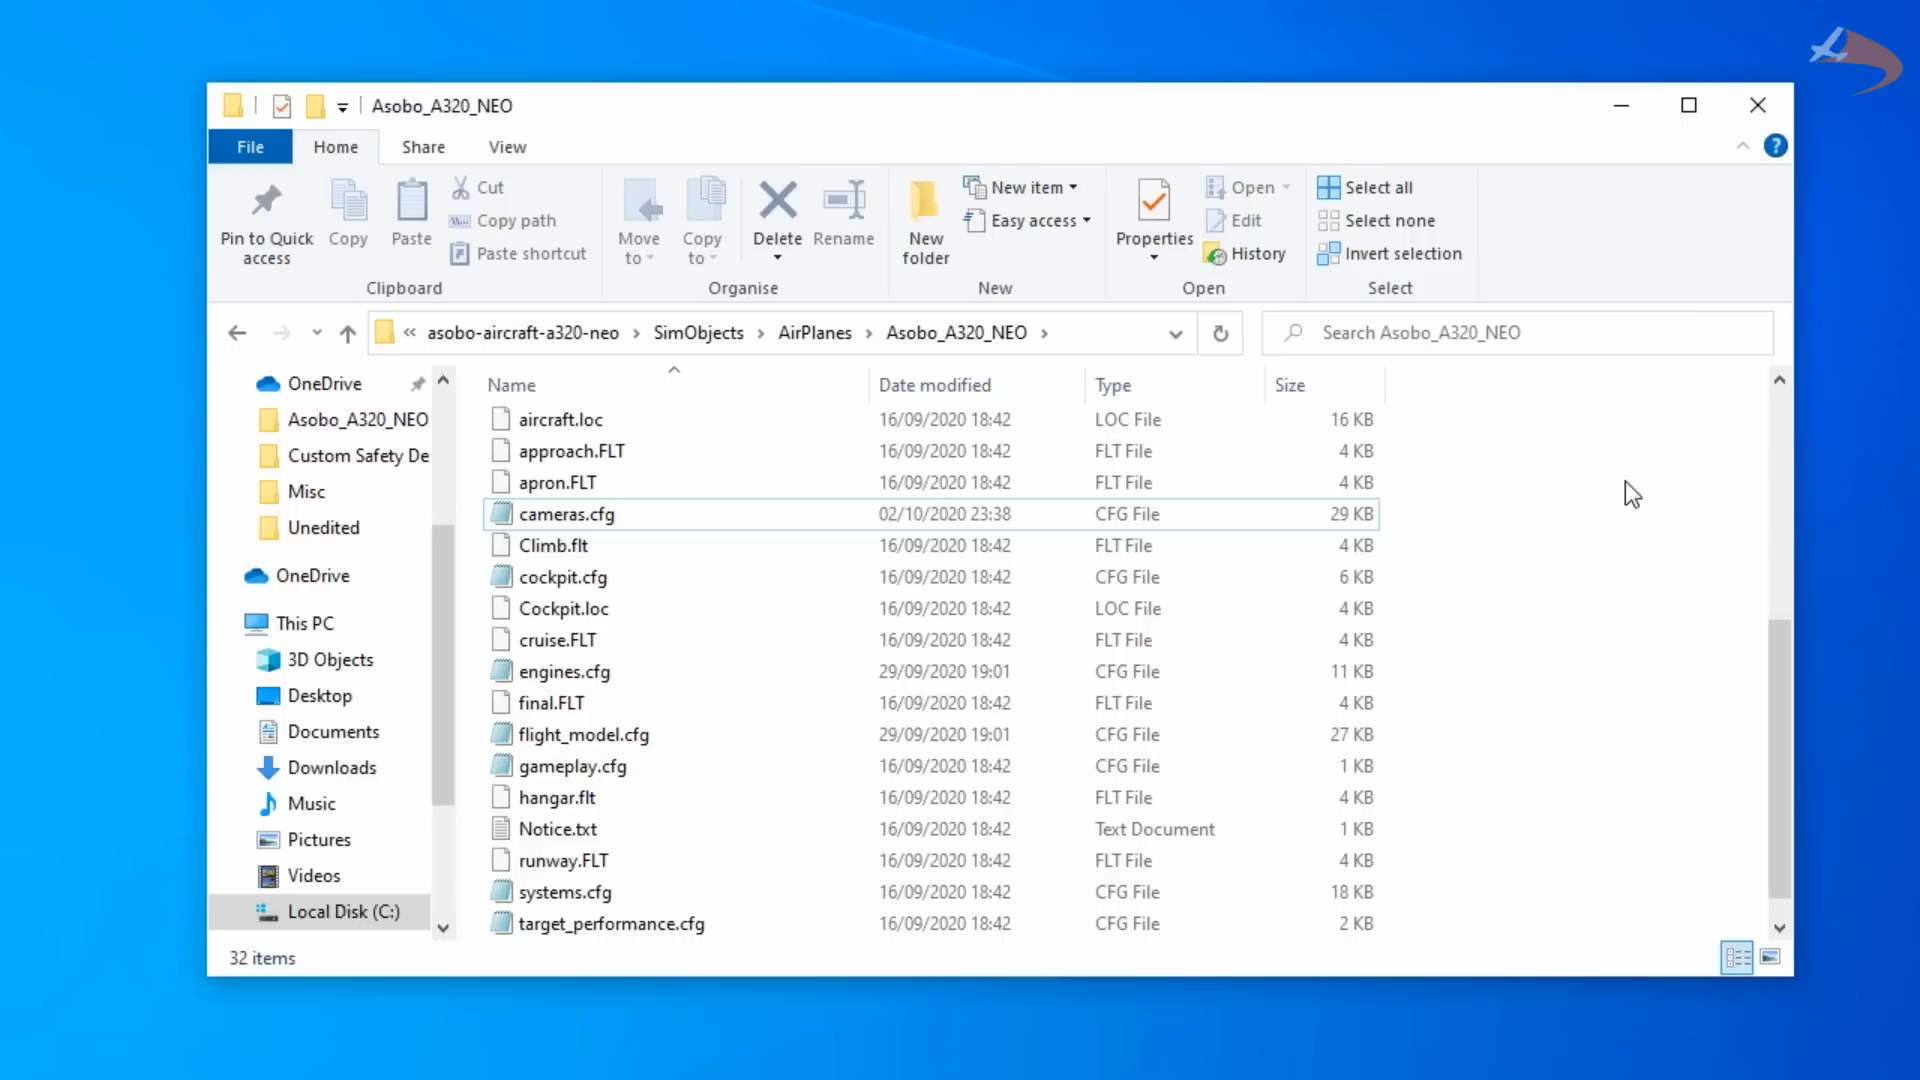 Asobo_A320_NEO
File Home Share View
Pin to Quick access
Copy
Paste
Cut
Copy path
Paste shortcut
Clipboard
Move to
Copy to
Delete
Rename
Organise
New folder
New item
Easy access
New
Properties
Open
Edit
History
Open
Select all
Select none
Invert selection
Select
« asobo-aircraft-a320-neo › SimObjects › AirPlanes › Asobo_A320_NEO ›
Search Asobo_A320_NEO
OneDrive
Asobo_A320_NEO
Custom Safety De
Misc
Unedited
OneDrive
This PC
3D Objects
Desktop
Documents
Downloads
Music
Pictures
Videos
Local Disk (C:)
Name Date modified Type Size
aircraft.loc 16/09/2020 18:42 LOC File 16 KB
approach.FLT 16/09/2020 18:42 FLT File 4 KB
apron.FLT 16/09/2020 18:42 FLT File 4 KB
cameras.cfg 02/10/2020 23:38 CFG File 29 KB
Climb.flt 16/09/2020 18:42 FLT File 4 KB
cockpit.cfg 16/09/2020 18:42 CFG File 6 KB
Cockpit.loc 16/09/2020 18:42 LOC File 4 KB
cruise.FLT 16/09/2020 18:42 FLT File 4 KB
engines.cfg 29/09/2020 19:01 CFG File 11 KB
final.FLT 16/09/2020 18:42 FLT File 4 KB
flight_model.cfg 29/09/2020 19:01 CFG File 27 KB
gameplay.cfg 16/09/2020 18:42 CFG File 1 KB
hangar.flt 16/09/2020 18:42 FLT File 4 KB
Notice.txt 16/09/2020 18:42 Text Document 1 KB
runway.FLT 16/09/2020 18:42 FLT File 4 KB
systems.cfg 16/09/2020 18:42 CFG File 18 KB
target_performance.cfg 16/09/2020 18:42 CFG File 2 KB
32 items